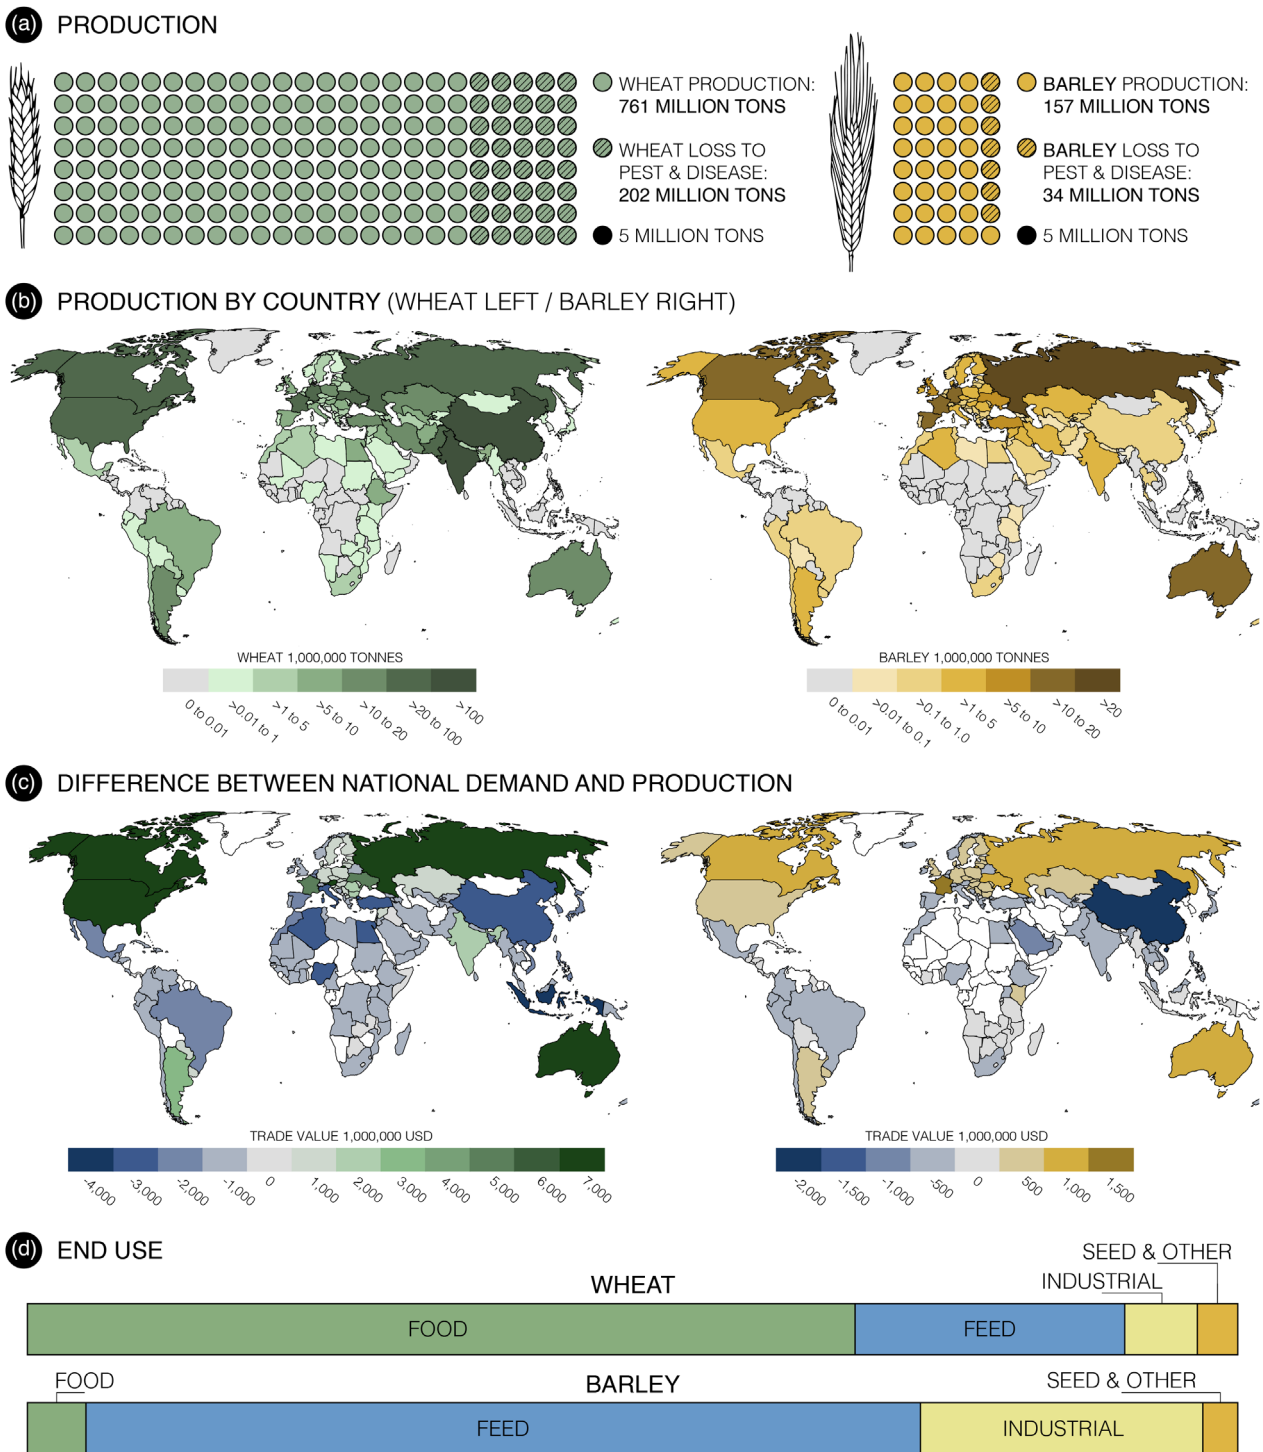 (a) PRODUCTION
WHEAT PRODUCTION:
761 MILLION TONS
WHEAT LOSS TO
PEST & DISEASE:
202 MILLION TONS
5 MILLION TONS
BARLEY PRODUCTION:
157 MILLION TONS
BARLEY LOSS TO
PEST & DISEASE:
34 MILLION TONS
5 MILLION TONS
(b) PRODUCTION BY COUNTRY (WHEAT LEFT / BARLEY RIGHT)
WHEAT 1,000,000 TONNES
0 to 0.01
>0.01 to 1
>1 to 5
>5 to 10
>10 to 20
>20 to 100
>100
BARLEY 1,000,000 TONNES
0 to 0.01
>0.01 to 0.1
>0.1 to 1.0
>1 to 5
>5 to 10
>10 to 20
>20
(c) DIFFERENCE BETWEEN NATIONAL DEMAND AND PRODUCTION
TRADE VALUE 1,000,000 USD
-4,000
-3,000
-2,000
-1,000
0
1,000
2,000
3,000
4,000
5,000
6,000
7,000
TRADE VALUE 1,000,000 USD
-2,000
-1,500
-1,000
-500
0
500
1,000
1,500
(d) END USE
SEED & OTHER
WHEAT
INDUSTRIAL
FOOD
FEED
FOOD
BARLEY
SEED & OTHER
FEED
INDUSTRIAL